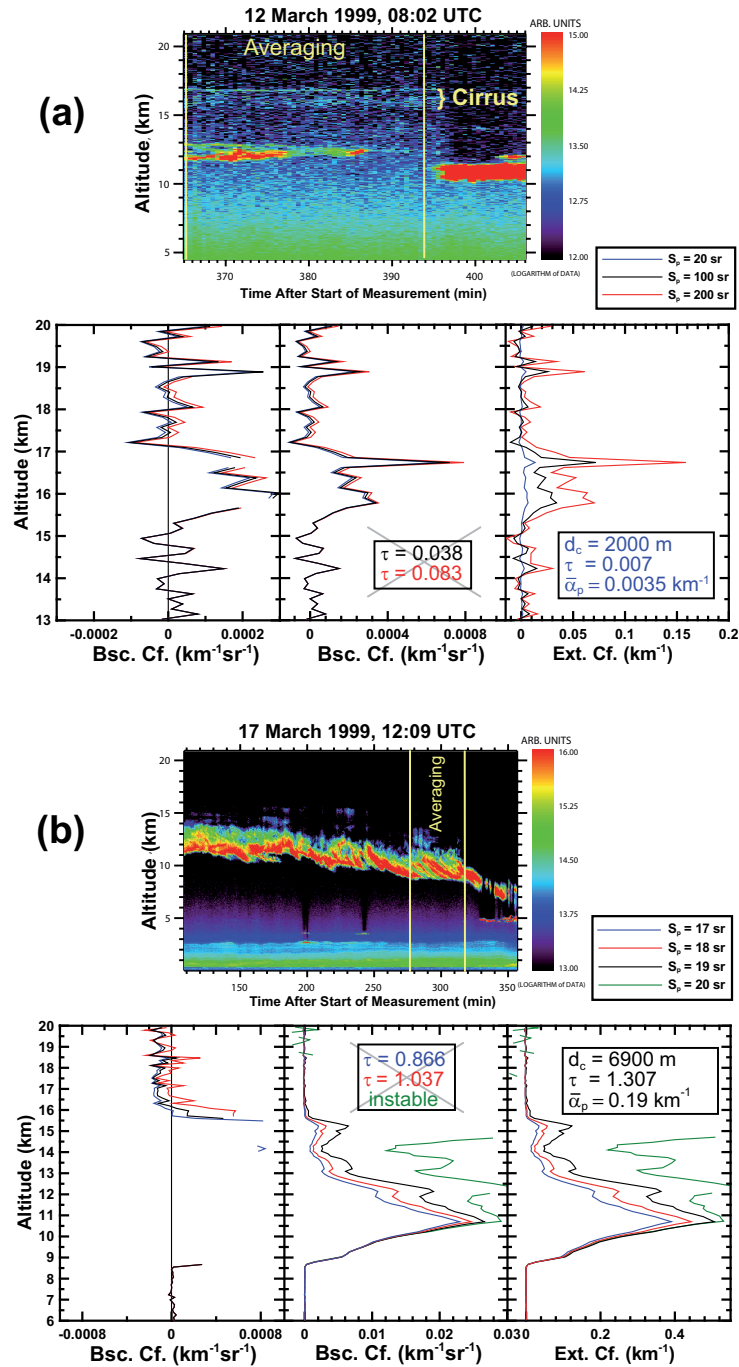 12 March 1999, 08:02 UTC
ARB. UNITS
(a)
Averaging
} Cirrus
Altitude, (km)
20
15
10
5
15.00
14.25
13.50
12.75
12.00
370
380
390
400
(LOGARITHM of DATA)
Time After Start of Measurement (min)
Sp = 20 sr
Sp = 100 sr
Sp = 200 sr
Altitude (km)
20
19
18
17
16
15
14
13
τ = 0.038
τ = 0.083
dc = 2000 m
τ = 0.007
ᾱp = 0.0035 km-1
-0.0002
0
0.0002
0
0.0004
0.0008
0
0.05
0.1
0.15
0.2
Bsc. Cf. (km-1sr-1)
Bsc. Cf. (km-1sr-1)
Ext. Cf. (km-1)
17 March 1999, 12:09 UTC
ARB. UNITS
(b)
Averaging
Altitude, (km)
20
15
10
5
16.00
15.25
14.50
13.75
13.00
150
200
250
300
350
(LOGARITHM of DATA)
Time After Start of Measurement (min)
Sp = 17 sr
Sp = 18 sr
Sp = 19 sr
Sp = 20 sr
Altitude (km)
20
19
18
17
16
15
14
13
12
11
10
9
8
7
6
τ = 0.866
τ = 1.037
instable
dc = 6900 m
τ = 1.307
ᾱp = 0.19 km-1
-0.0008
0
0.0008
0
0.01
0.02
0.03
0
0.2
0.4
Bsc. Cf. (km-1sr-1)
Bsc. Cf. (km-1sr-1)
Ext. Cf. (km-1)